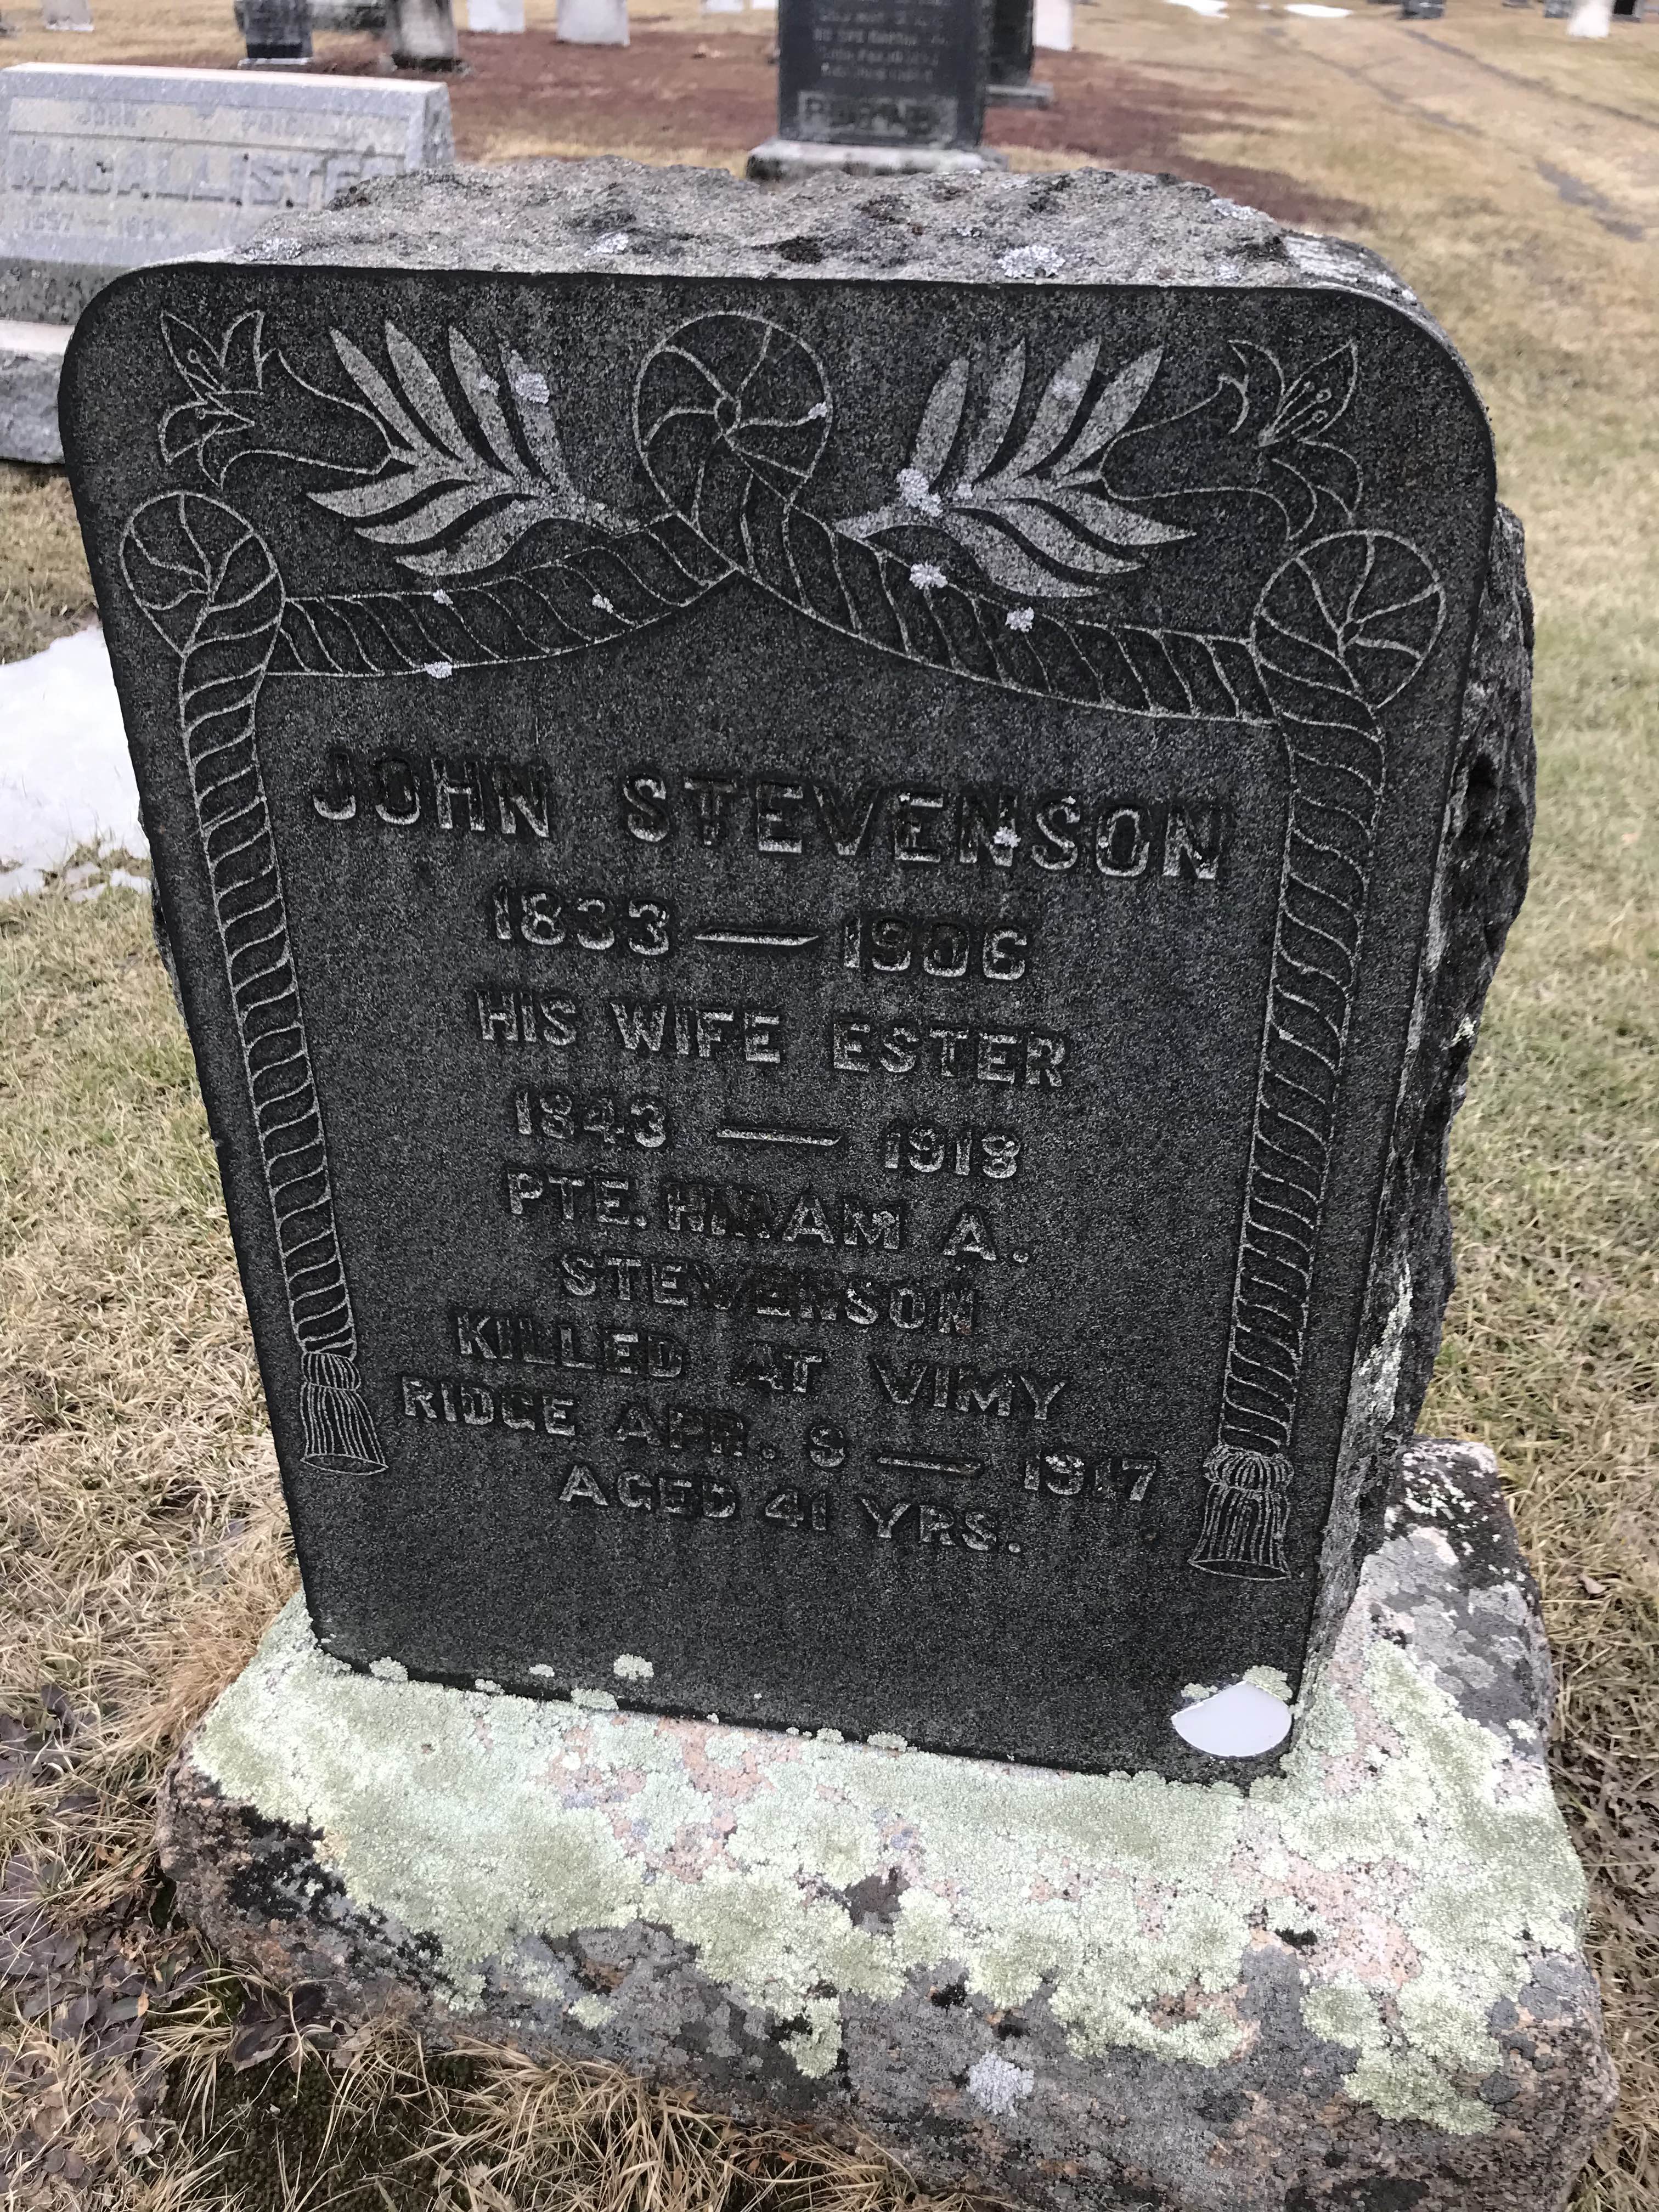 JOHN STEVENSON
1833 — 1906
HIS WIFE ESTER
1843 — 1913
PTE. HIRAM A.
STEVENSON
KILLED AT VIMY
RIDGE APR. 9 — 1917
AGED 41 YRS.